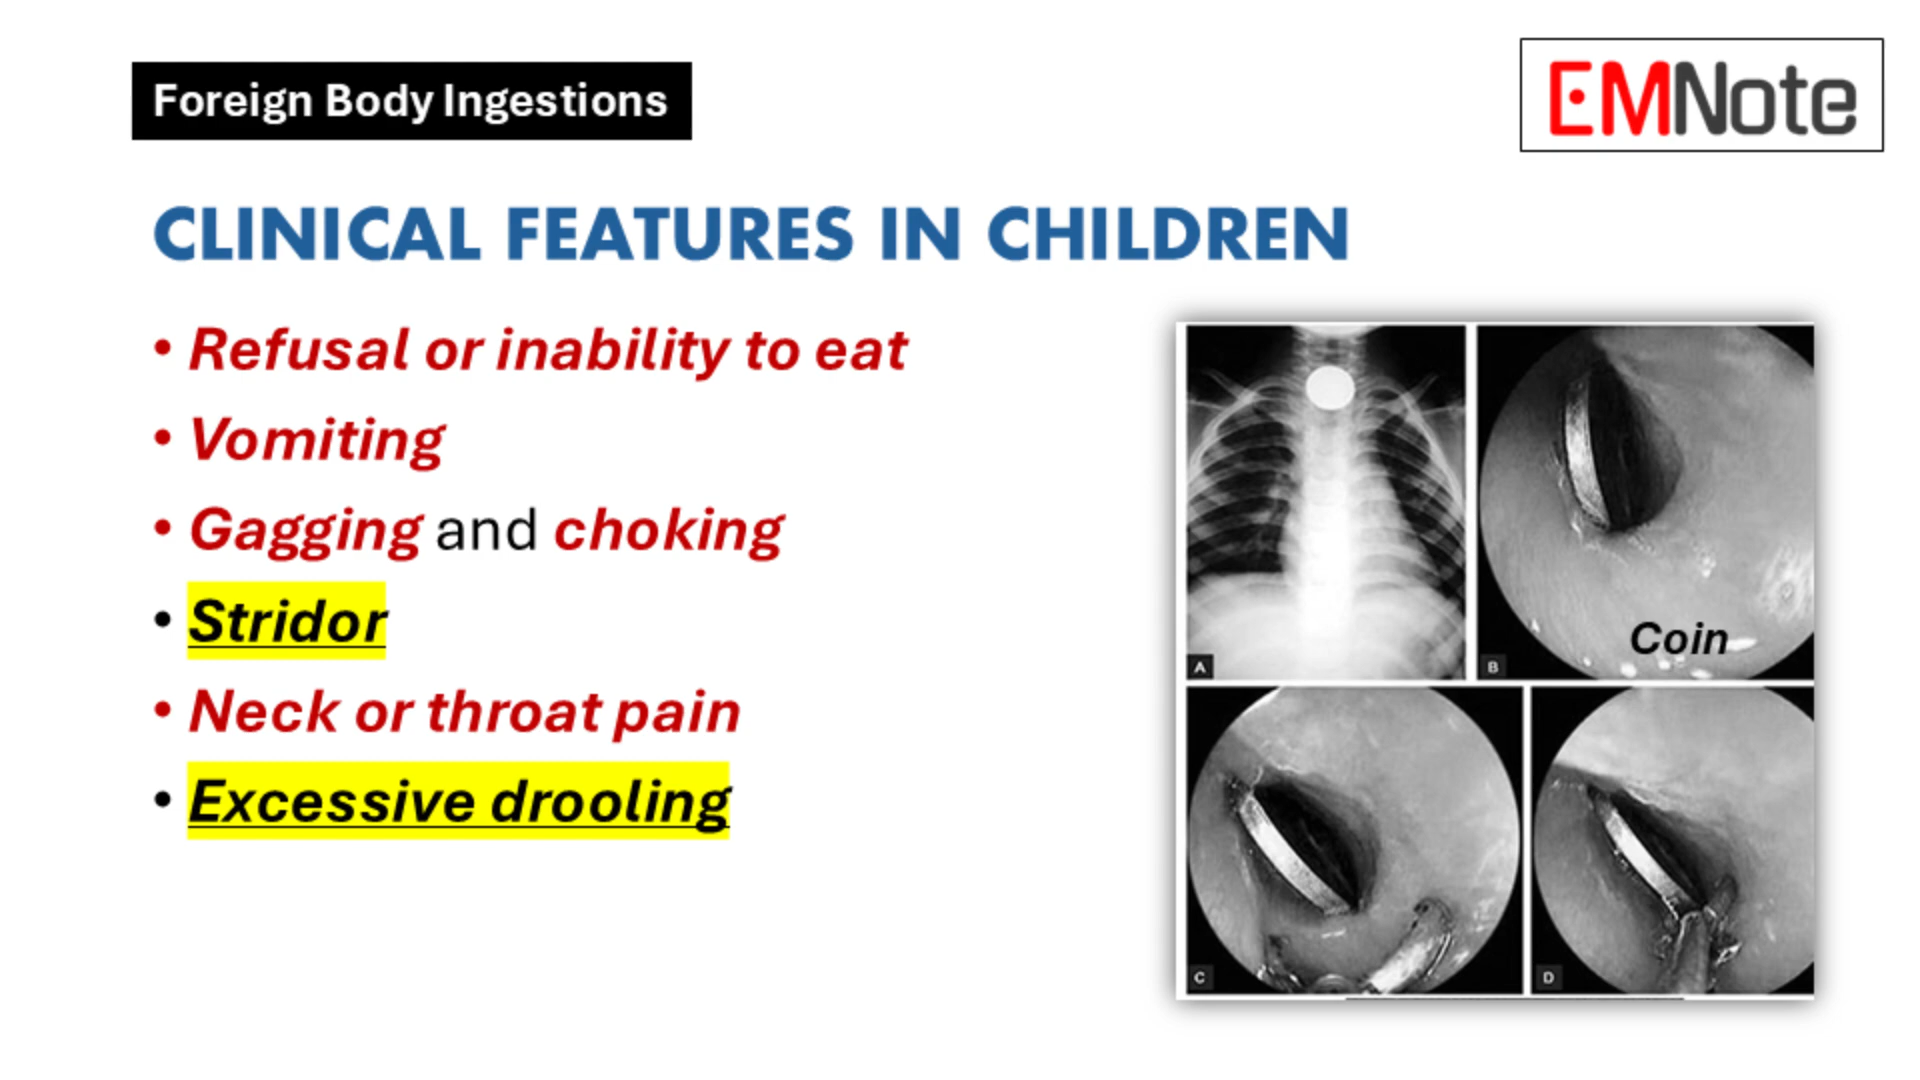 Foreign Body Ingestions
EMNote
CLINICAL FEATURES IN CHILDREN
• Refusal or inability to eat
• Vomiting
• Gagging and choking
• Stridor
• Neck or throat pain
• Excessive drooling
A
B
Coin
C
D